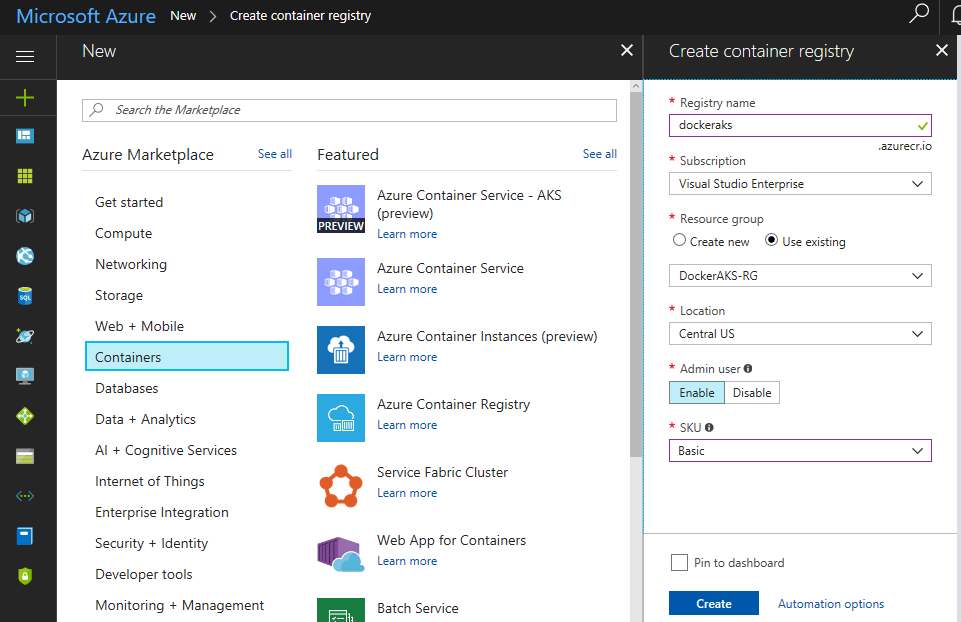 Microsoft Azure New > Create container registry
New
Search the Marketplace
Azure Marketplace See all
Get started
Compute
Networking
Storage
Web + Mobile
Containers
Databases
Data + Analytics
AI + Cognitive Services
Internet of Things
Enterprise Integration
Security + Identity
Developer tools
Monitoring + Management
Featured See all
PREVIEW
Azure Container Service - AKS
(preview)
Learn more
Azure Container Service
Learn more
Azure Container Instances (preview)
Learn more
Azure Container Registry
Learn more
Service Fabric Cluster
Learn more
Web App for Containers
Learn more
Batch Service
SQL
Create container registry
* Registry name
dockeraks
.azurecr.io
* Subscription
Visual Studio Enterprise
* Resource group
Create new Use existing
DockerAKS-RG
* Location
Central US
* Admin user
Enable Disable
* SKU
Basic
Pin to dashboard
Create Automation options